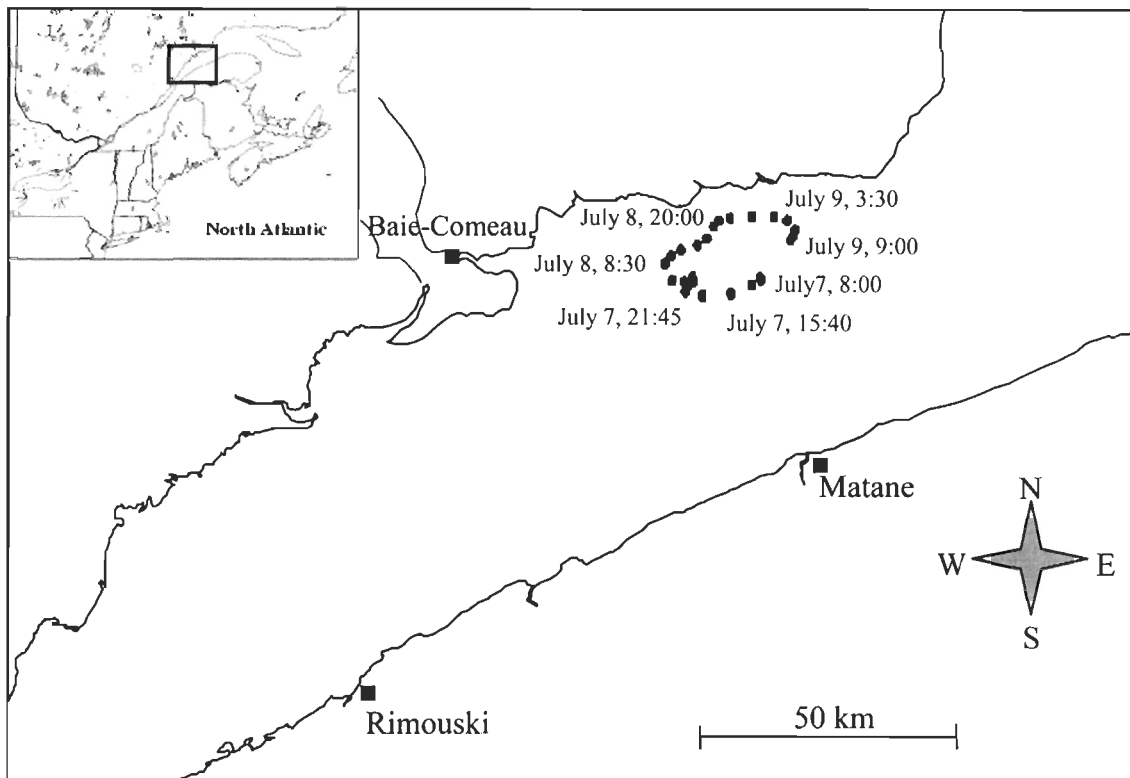 North Atlantic
Baie-Comeau
July 9, 3:30
July 8, 20:00
July 9, 9:00
July 8, 8:30
July7, 8:00
July 7, 21:45
July 7, 15:40
Matane
N
W
E
S
Rimouski
50 km